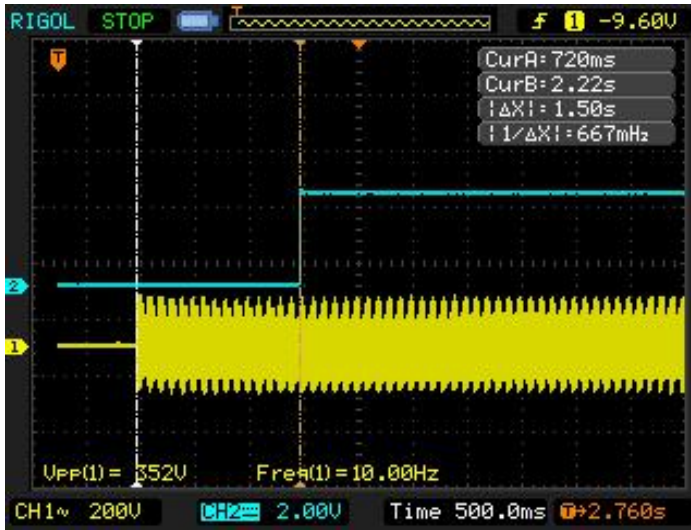 RIGOL STOP T 1 -9.60V
T
CurA=720ms
CurB=2.22s
|ΔX|=1.50s
|1/ΔX|=667mHz
2
1
Vpp(1)= 352V Freq(1)=10.00Hz
CH1~ 200V CH2 2.00V Time 500.0ms T→2.760s